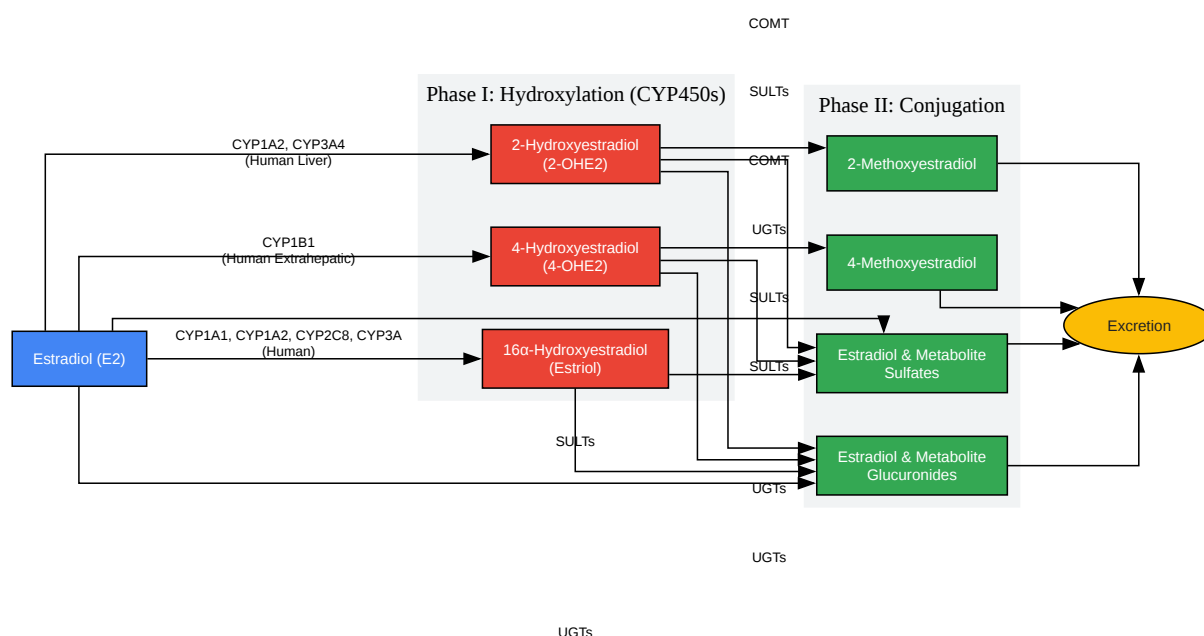 COMT
Phase I: Hydroxylation (CYP450s)
SULTs
Phase II: Conjugation
CYP1A2, CYP3A4
(Human Liver)
2-Hydroxyestradiol
(2-OHE2)
COMT
2-Methoxyestradiol
CYP1B1
(Human Extrahepatic)
4-Hydroxyestradiol
(4-OHE2)
UGTs
4-Methoxyestradiol
SULTs
Excretion
Estradiol (E2)
CYP1A1, CYP1A2, CYP2C8, CYP3A
(Human)
16α-Hydroxyestradiol
(Estriol)
SULTs
Estradiol & Metabolite
Sulfates
SULTs
Estradiol & Metabolite
Glucuronides
UGTs
UGTs
UGTs